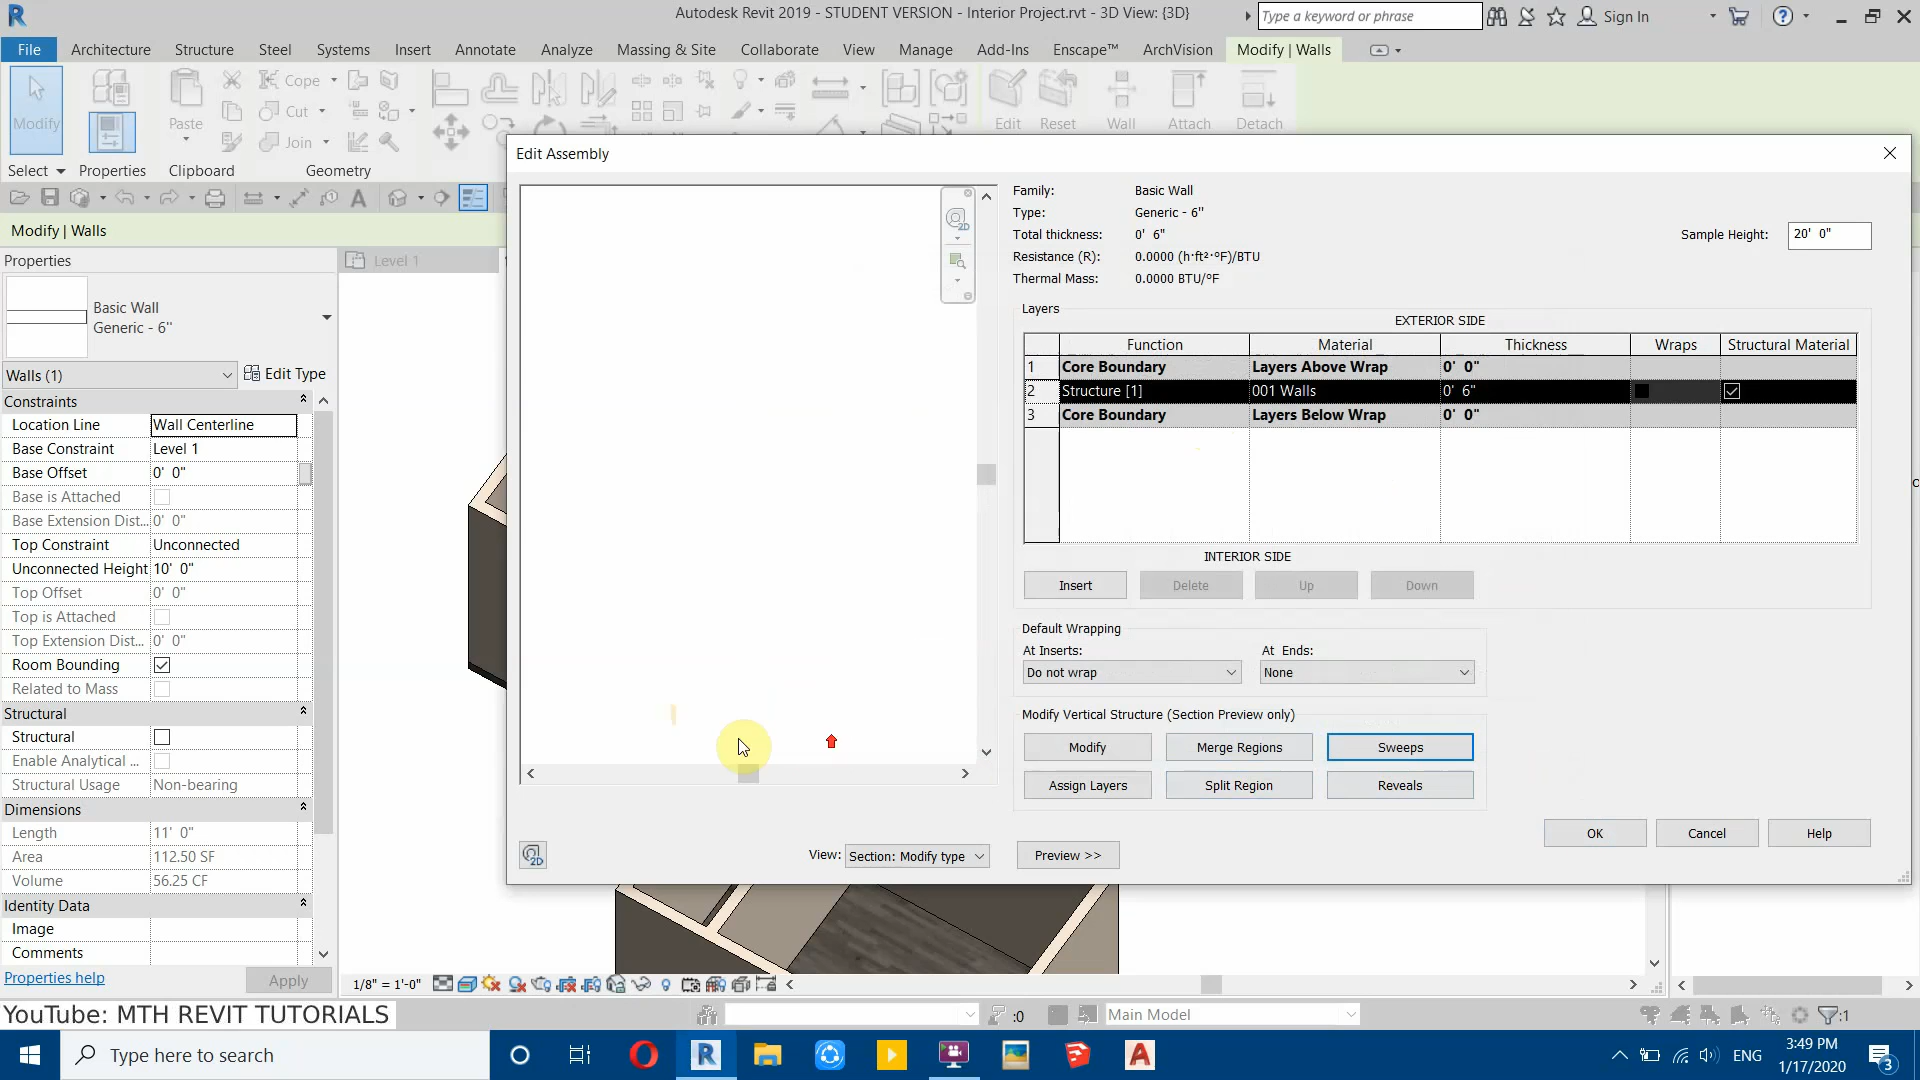 Autodesk Revit 2019 - STUDENT VERSION - Interior Project.rvt - 3D View: {3D}
Type a keyword or phrase
Sign In
File Architecture Structure Steel Systems Insert Annotate Analyze Massing & Site Collaborate View Manage Add-Ins Enscape™ ArchVision Modify | Walls
Modify
Paste
Cope
Cut
Join
Edit Reset Wall Attach Detach
Select Properties Clipboard Geometry
Modify | Walls
Properties
Level 1
Basic Wall
Generic - 6"
Walls (1)
Edit Type
Constraints
Location Line Wall Centerline
Base Constraint Level 1
Base Offset 0' 0"
Base is Attached
Base Extension Dist... 0' 0"
Top Constraint Unconnected
Unconnected Height 10' 0"
Top Offset 0' 0"
Top is Attached
Top Extension Dist... 0' 0"
Room Bounding
Related to Mass
Structural
Structural
Enable Analytical ...
Structural Usage Non-bearing
Dimensions
Length 11' 0"
Area 112.50 SF
Volume 56.25 CF
Identity Data
Image
Comments
Properties help
Apply
Edit Assembly
Family: Basic Wall
Type: Generic - 6"
Total thickness: 0' 6"
Resistance (R): 0.0000 (h·ft²·°F)/BTU
Thermal Mass: 0.0000 BTU/°F
Sample Height: 20' 0"
Layers
EXTERIOR SIDE
Function Material Thickness Wraps Structural Material
1 Core Boundary Layers Above Wrap 0' 0"
2 Structure [1] 001 Walls 0' 6"
3 Core Boundary Layers Below Wrap 0' 0"
INTERIOR SIDE
Insert Delete Up Down
Default Wrapping
At Inserts: At Ends:
Do not wrap None
Modify Vertical Structure (Section Preview only)
Modify Merge Regions Sweeps
Assign Layers Split Region Reveals
OK Cancel Help
View: Section: Modify type Preview >>
2D
2D
1/8" = 1'-0"
YouTube: MTH REVIT TUTORIALS
:0
Main Model
:1
Type here to search
ENG
3:49 PM
1/17/2020
3